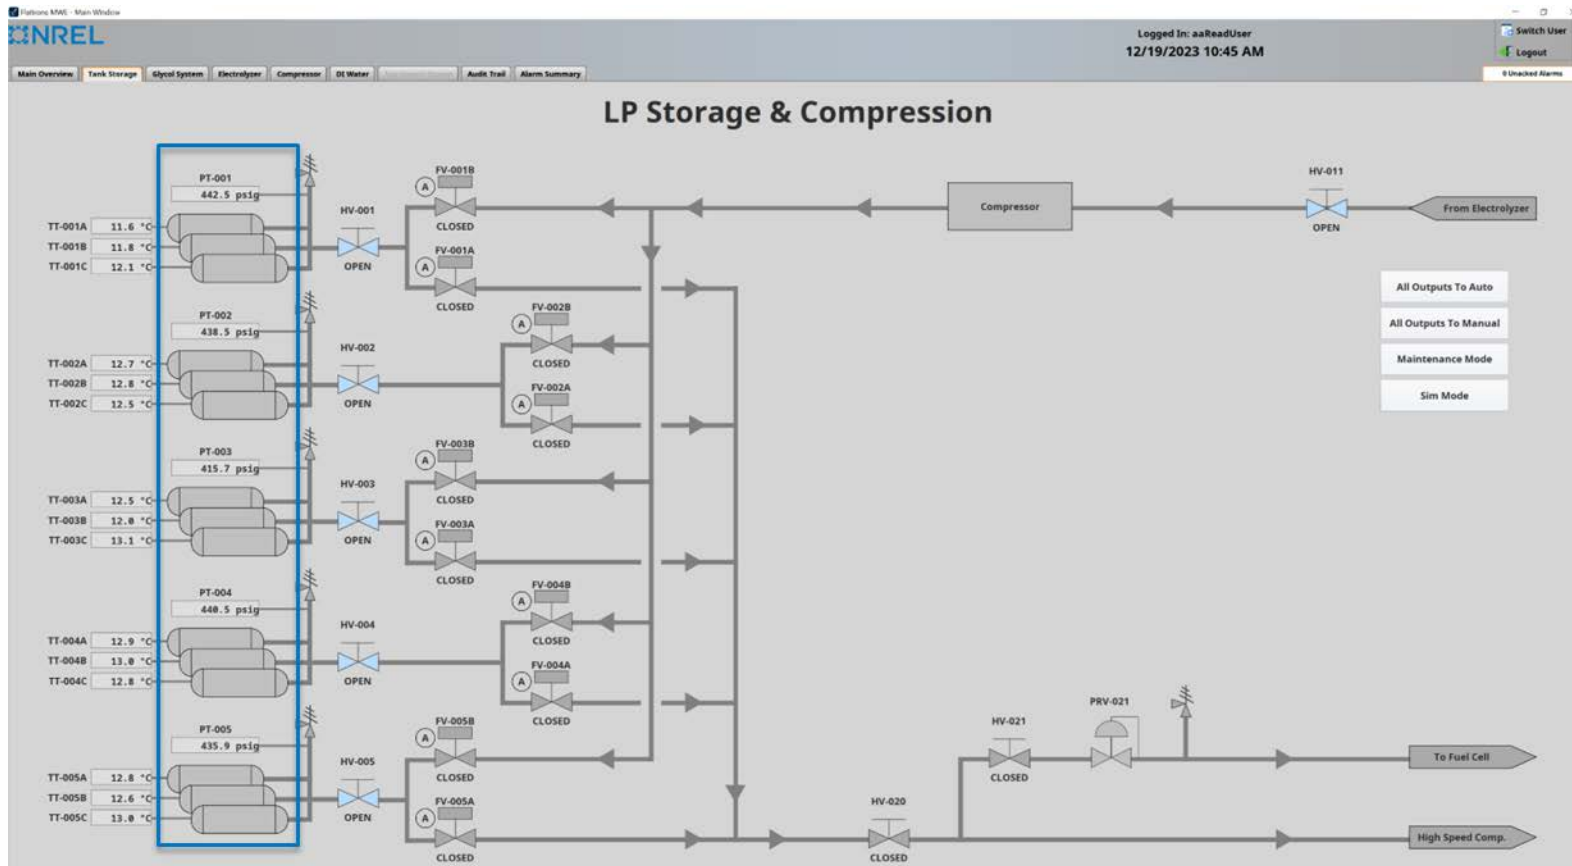 Flatirons MWE - Main Window
NREL
Logged In: aaReadUser
12/19/2023 10:45 AM
Switch User
Logout
Main Overview
Tank Storage
Glycol System
Electrolyzer
Compressor
DI Water
Audit Trail
Alarm Summary
0 Unacked Alarms
LP Storage & Compression
PT-001
442.5 psig
TT-001A 11.6 °C
TT-001B 11.8 °C
TT-001C 12.1 °C
HV-001
OPEN
FV-001B
A
CLOSED
FV-001A
A
CLOSED
Compressor
HV-011
OPEN
From Electrolyzer
All Outputs To Auto
All Outputs To Manual
Maintenance Mode
Sim Mode
PT-002
438.5 psig
TT-002A 12.7 °C
TT-002B 12.8 °C
TT-002C 12.5 °C
HV-002
OPEN
FV-002B
A
CLOSED
FV-002A
A
CLOSED
PT-003
415.7 psig
TT-003A 12.5 °C
TT-003B 12.0 °C
TT-003C 13.1 °C
HV-003
OPEN
FV-003B
A
CLOSED
FV-003A
A
CLOSED
PT-004
440.5 psig
TT-004A 12.9 °C
TT-004B 13.0 °C
TT-004C 12.8 °C
HV-004
OPEN
FV-004B
A
CLOSED
FV-004A
A
CLOSED
PT-005
435.9 psig
TT-005A 12.8 °C
TT-005B 12.6 °C
TT-005C 13.0 °C
HV-005
OPEN
FV-005B
A
CLOSED
FV-005A
A
CLOSED
HV-020
CLOSED
HV-021
CLOSED
PRV-021
To Fuel Cell
High Speed Comp.